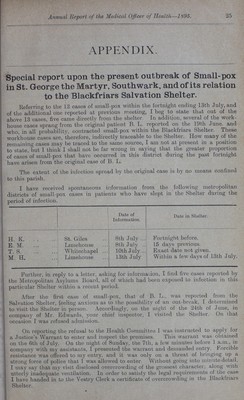 Annual Report of the Medical Officer of Health—1893. 25
APPENDIX.
Special report upon the present outbreak of Small-pox
in St. George the Martyr, Southwark, and of its relation
to the Blackfriars Salvation Shelter.
Referring to the 12 cases of small-pox within the fortnight ending 13th July, and
of the additional one reported at previous meeting, I beg to state that out of the
above 13 cases, five came directly from the shelter. In addition, several of the work-
house cases sprang from the original patient B. L. reported on the 19th June, and
who, in all probability, contracted small-pox within the Blackfriars Shelter. These
workhouse cases are, therefore, indirectly traceable to the Shelter. How many of the
remaining cases may be traced to the same source, I am not at present in a position
to state, but I think I shall not be far wrong in saying that the greater proportion
of cases of small-pox that have occurred in this district during the past fortnight
have arisen from the original case of B. L.
The extent of the infection spread by the original case is by no means confined
to this parish.
I have received spontaneous information from the following metropolitan
districts of small-pox cases in patients who have slept in the Shelter during the
period of infection.
Date of Information. Date in Shelter.
H. K. St. Giles 8th July Fortnight before.
B. M. Limehouse 8th July 18 days previous.
T. S. Whitechapel 10th July Exact date not given.
M. H. Limehouse 13th July Within a few days of 13th July.
Further, in reply to a letter, asking for information, I find five cases reported by
the Metropolitan Asylums Board, all of which had been exposed to infection in this
particular Shelter within a recent period.
After the first case of small-pox, that of B. L., was reported from the
Salvation Shelter, feeling anxious as to the possibility of an outbreak, I determined
to visit the Shelter in person. Accordingly, on the night of the 24th of June, in
company of Mr. Edwards, your chief inspector, I visited the Shelter. On that
occasion I was refused admittance.
On reporting the refusal to the Health Committee I was instructed to apply for
a Justice's Warrant to enter and inspect the premises. This warrant was obtained
on the 8th of July. On the night of Sunday, the 7th, a few minutes before 1 a.m., in
company with my assistants, I presented the warrant and demanded entry. Forcible
resistance was offered to my entry, and it was only on a threat of bringing up a
strong force of police that I was allowed to enter. Without going into
I may say that my visit disclosed overcrowding of the grossest character, along with
utterly inadequate ventilation. In order to satisfy the legal requirements of the case
I have handed in to the Vestry Clerk a certificate of overcrowding in the Blackfriars
Shelter.